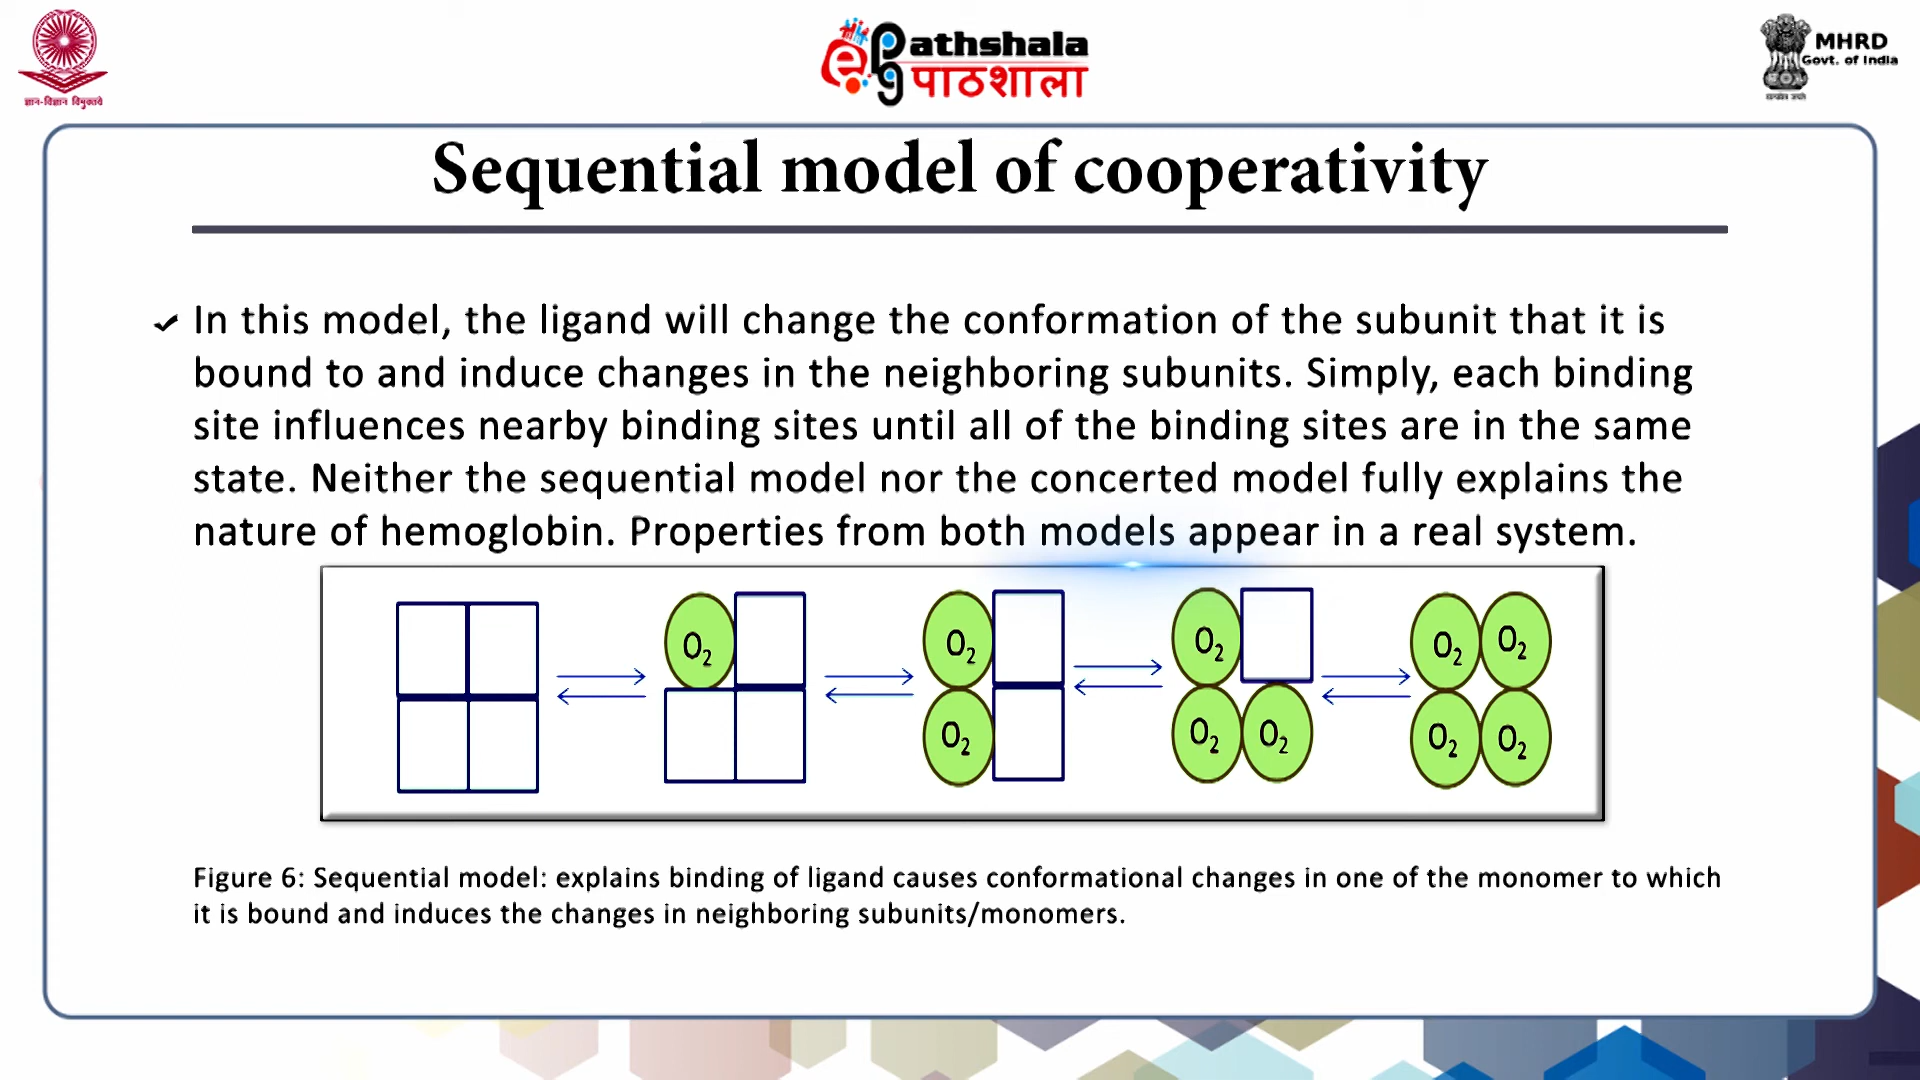 ज्ञान-विज्ञान विमुक्तये
ePathshala
पाठशाला
MHRD
Govt. of India
सत्यमेव जयते
Sequential model of cooperativity
In this model, the ligand will change the conformation of the subunit that it is
bound to and induce changes in the neighboring subunits. Simply, each binding
site influences nearby binding sites until all of the binding sites are in the same
state. Neither the sequential model nor the concerted model fully explains the
nature of hemoglobin. Properties from both models appear in a real system.
O₂ O₂ O₂ O₂ O₂
O₂ O₂ O₂ O₂ O₂
Figure 6: Sequential model: explains binding of ligand causes conformational changes in one of the monomer to which
it is bound and induces the changes in neighboring subunits/monomers.